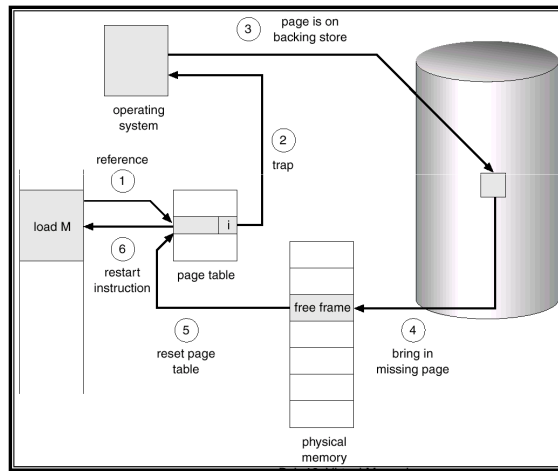 3
page is on
backing store
operating
system
2
trap
reference
1
load M
i
6
restart
instruction
page table
free frame
5
reset page
table
4
bring in
missing page
physical
memory